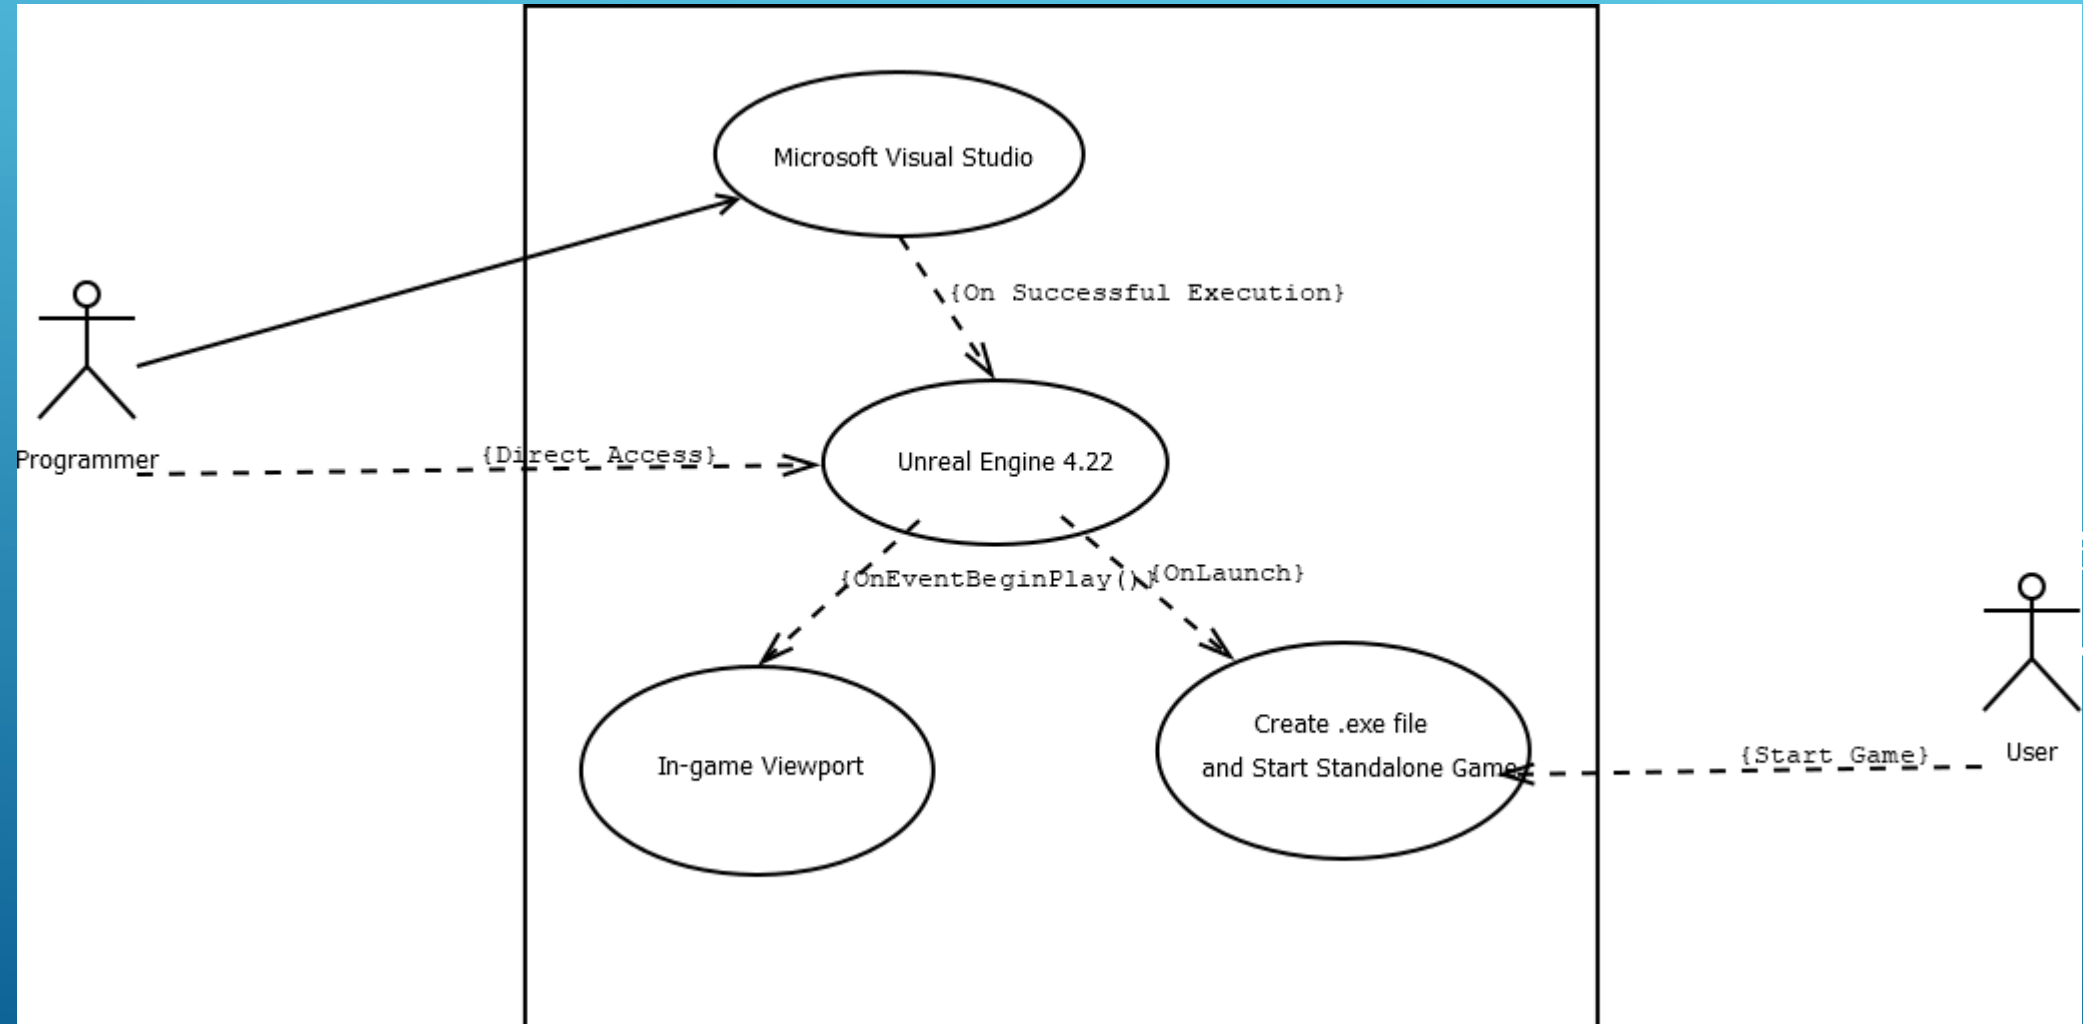 Microsoft Visual Studio
{On Successful Execution}
Programmer
{Direct Access}
Unreal Engine 4.22
{OnEventBeginPlay()}
{OnLaunch}
Create .exe file
and Start Standalone Game
In-game Viewport
{Start Game}
User